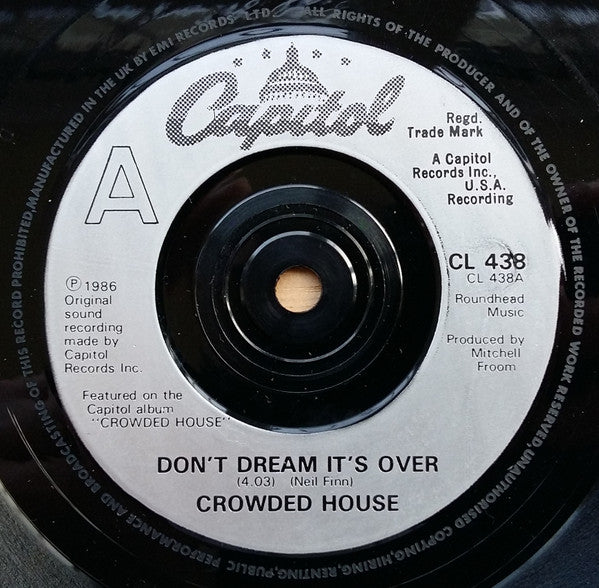 MANUFACTURED IN THE UK BY EMI RECORDS LTD. ALL RIGHTS OF THE PRODUCER AND OF THE OWNER OF THE RECORDED WORK RESERVED, UNAUTHORISED COPYING, HIRING, RENTING, PUBLIC PERFORMANCE AND BROADCASTING OF THIS RECORD PROHIBITED,
Capitol
Regd.
Trade Mark
A Capitol
Records Inc.,
U.S.A.
Recording
A
CL 438
CL 438A
Roundhead
Music
Produced by
Mitchell
Froom
℗ 1986
Original
sound
recording
made by
Capitol
Records Inc.
Featured on the
Capitol album
"CROWDED HOUSE"
DON'T DREAM IT'S OVER
(4.03) (Neil Finn)
CROWDED HOUSE